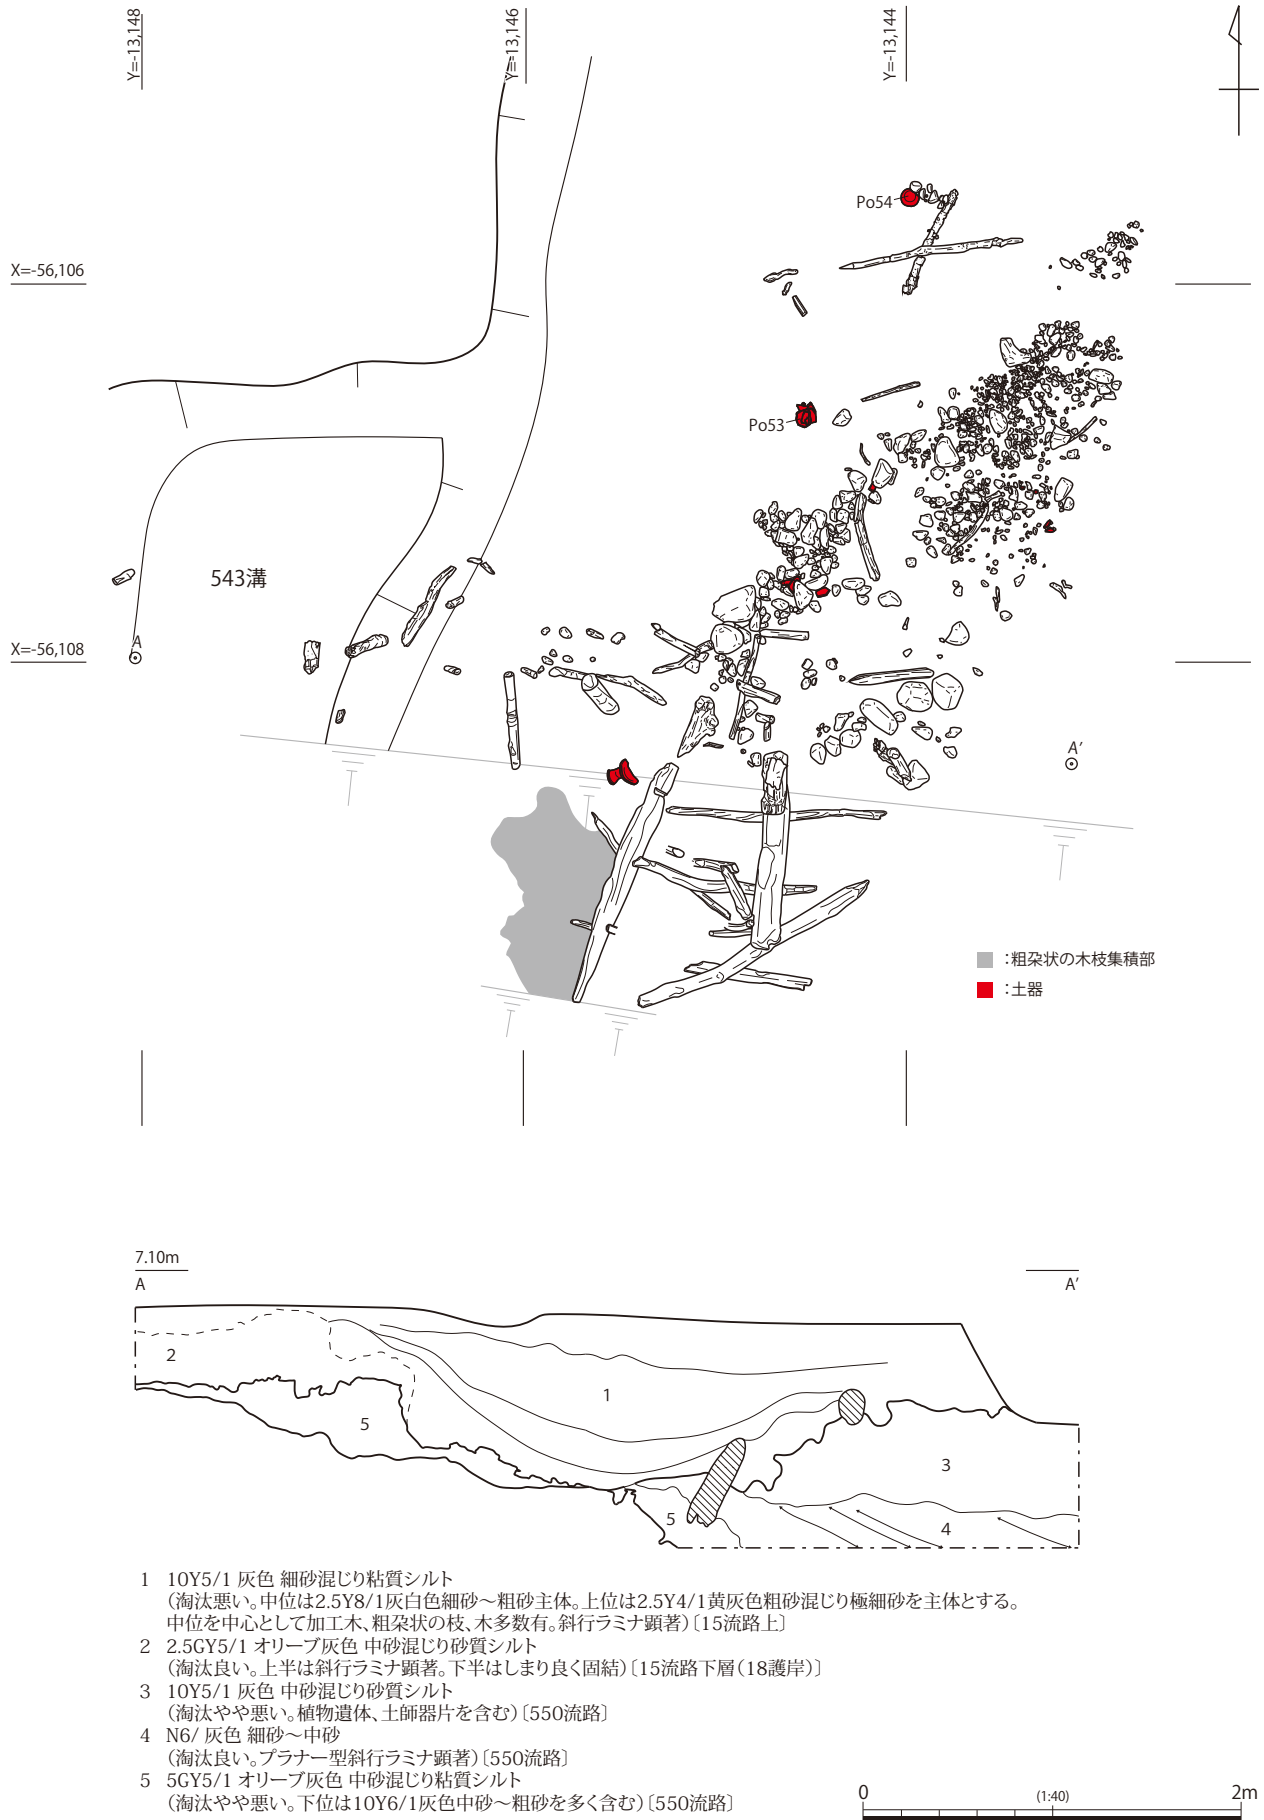 Y=-13,148
Y=-13,146
Y=-13,144
Po54
X=-56,106
Po53
543溝
A
X=-56,108
A′
：粗朶状の木枝集積部
：土器
7.10m
A
A′
2
1
5
3
5
4
1 10Y5/1 灰色 細砂混じり粘質シルト
（淘汰悪い。中位は2.5Y8/1灰白色細砂～粗砂主体。上位は2.5Y4/1黄灰色粗砂混じり極細砂を主体とする。
中位を中心として加工木、粗朶状の枝、木多数有。斜行ラミナ顕著）〔15流路上〕
2 2.5GY5/1 オリーブ灰色 中砂混じり砂質シルト
（淘汰良い。上半は斜行ラミナ顕著。下半はしまり良く固結）〔15流路下層（18護岸）〕
3 10Y5/1 灰色 中砂混じり砂質シルト
（淘汰やや悪い。植物遺体、土師器片を含む）〔550流路〕
4 N6/ 灰色 細砂～中砂
（淘汰良い。プラナー型斜行ラミナ顕著）〔550流路〕
5 5GY5/1 オリーブ灰色 中砂混じり粘質シルト
（淘汰やや悪い。下位は10Y6/1灰色中砂～粗砂を多く含む）〔550流路〕
0 (1:40) 2m